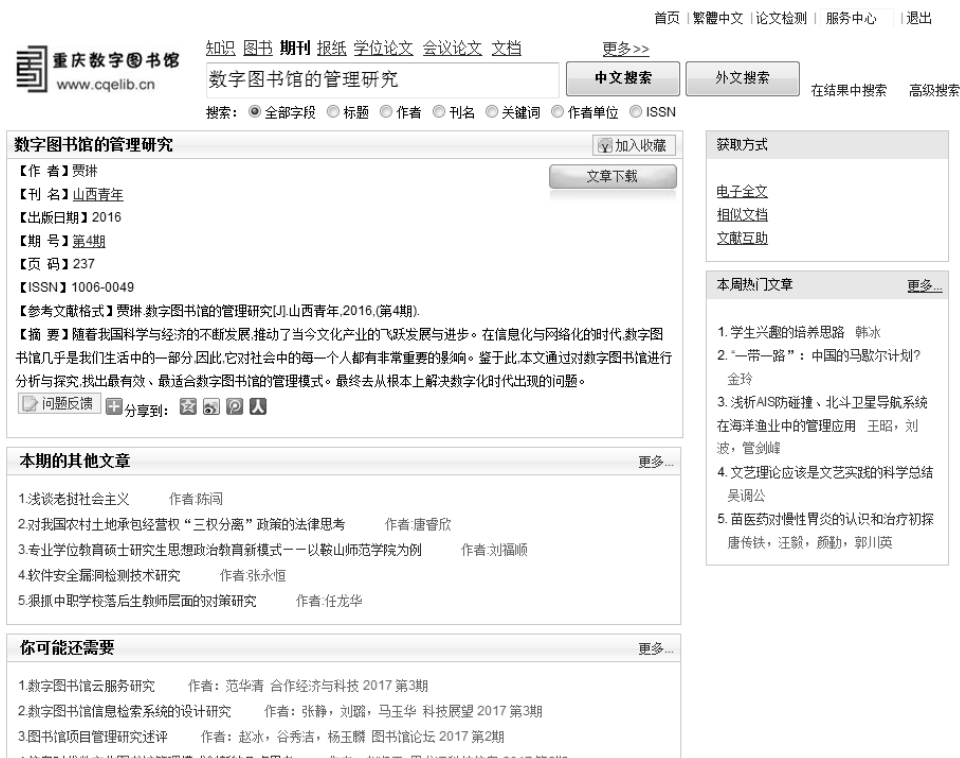 首页 | 繁體中文 | 论文检测 | 服务中心 | 退出
重庆数字图书馆
www.cqelib.cn
知识 图书 期刊 报纸 学位论文 会议论文 文档 更多>>
数字图书馆的管理研究 中文搜索 外文搜索 在结果中搜索 高级搜索
搜索： 全部字段 标题 作者 刊名 关键词 作者单位 ISSN
数字图书馆的管理研究 加入收藏
文章下载
【作 者】贾琳
【刊 名】山西青年
【出版日期】2016
【期 号】第4期
【页 码】237
【ISSN】1006-0049
【参考文献格式】贾琳.数字图书馆的管理研究[J].山西青年,2016,(第4期).
【摘 要】随着我国科学与经济的不断发展,推动了当今文化产业的飞跃发展与进步。在信息化与网络化的时代,数字图
书馆几乎是我们生活中的一部分,因此,它对社会中的每一个人都有非常重要的影响。鉴于此,本文通过对数字图书馆进行
分析与探究,找出最有效、最适合数字图书馆的管理模式。最终去从根本上解决数字化时代出现的问题。
问题反馈 分享到：
本期的其他文章 更多...
1.浅谈老挝社会主义 作者:陈闯
2.对我国农村土地承包经营权“三权分离”政策的法律思考 作者:唐睿欣
3.专业学位教育硕士研究生思想政治教育新模式——以鞍山师范学院为例 作者:刘福顺
4.软件安全漏洞检测技术研究 作者:张永恒
5.狠抓中职学校落后生教师层面的对策研究 作者:任龙华
你可能还需要 更多...
1.数字图书馆云服务研究 作者：范华青 合作经济与科技 2017 第3期
2.数字图书馆信息检索系统的设计研究 作者：张静，刘璐，马玉华 科技展望 2017 第3期
3.图书馆项目管理研究述评 作者：赵冰，谷秀洁，杨玉麟 图书馆论坛 2017 第2期
获取方式
电子全文
相似文档
文献互助
本周热门文章 更多...
1. 学生兴趣的培养思路 韩冰
2. “一带一路”：中国的马歇尔计划?
金玲
3. 浅析AIS防碰撞、北斗卫星导航系统
在海洋渔业中的管理应用 王昭，刘
波，管剑峰
4. 文艺理论应该是文艺实践的科学总结
吴调公
5. 苗医药对慢性胃炎的认识和治疗初探
唐传铁，汪毅，颜勤，郭川英